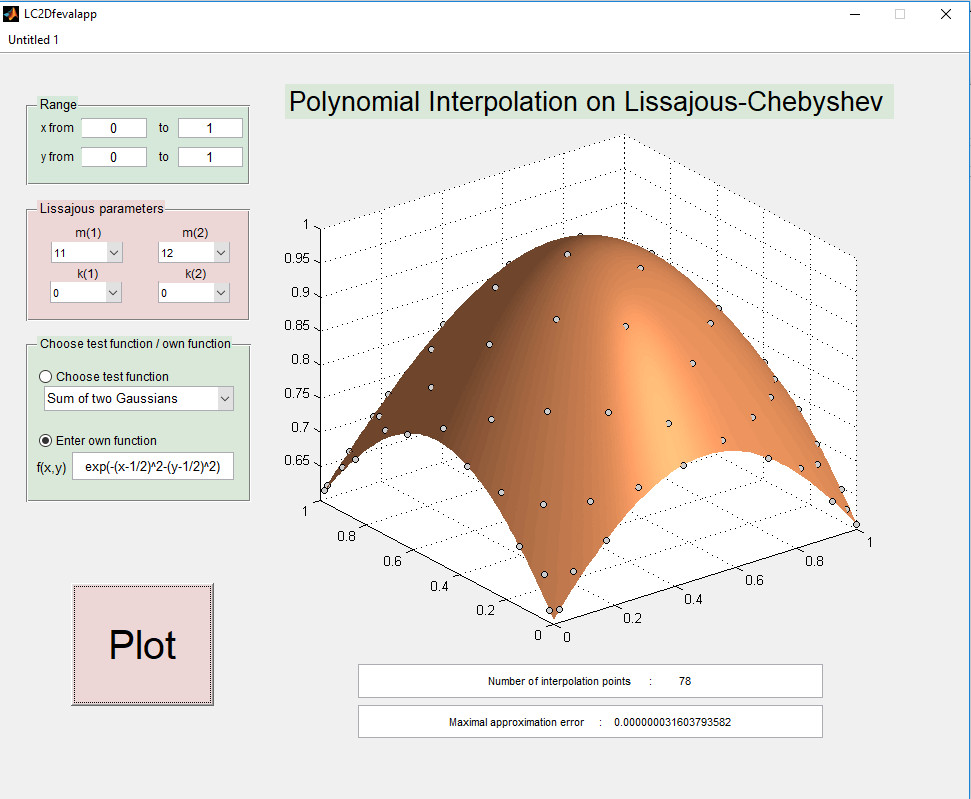 LC2Dfevalapp
Untitled 1
Polynomial Interpolation on Lissajous-Chebyshev
Range
x from 0 to 1
y from 0 to 1
Lissajous parameters
m(1) m(2)
11 12
k(1) k(2)
0 0
Choose test function / own function
Choose test function
Sum of two Gaussians
Enter own function
f(x,y) exp(-(x-1/2)^2-(y-1/2)^2)
Plot
1
0.95
0.9
0.85
0.8
0.75
0.7
0.65
1
0.8
0.6
0.4
0.2
0
0
0.2
0.4
0.6
0.8
1
Number of interpolation points : 78
Maximal approximation error : 0.000000031603793582